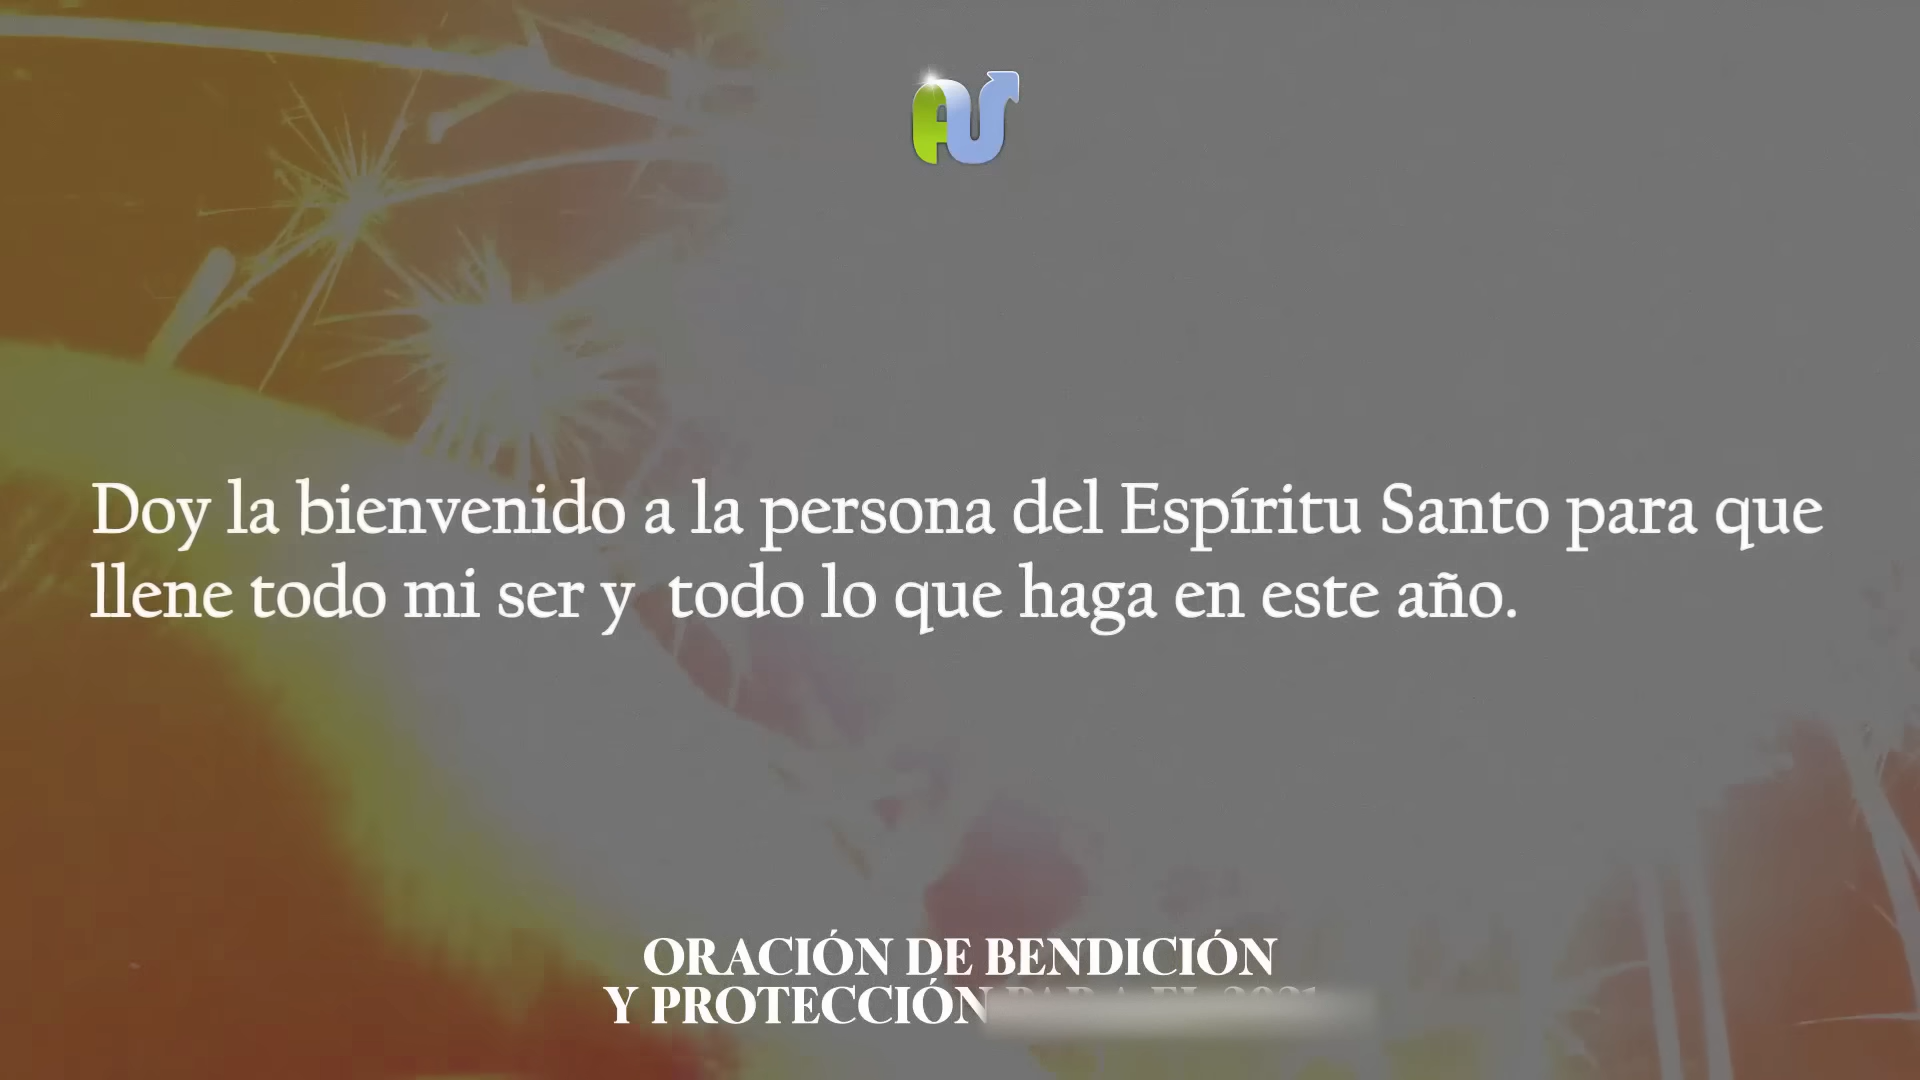 Doy la bienvenido a la persona del Espíritu Santo para que
llene todo mi ser y  todo lo que haga en este año.
ORACIÓN DE BENDICIÓN
Y PROTECCIÓN